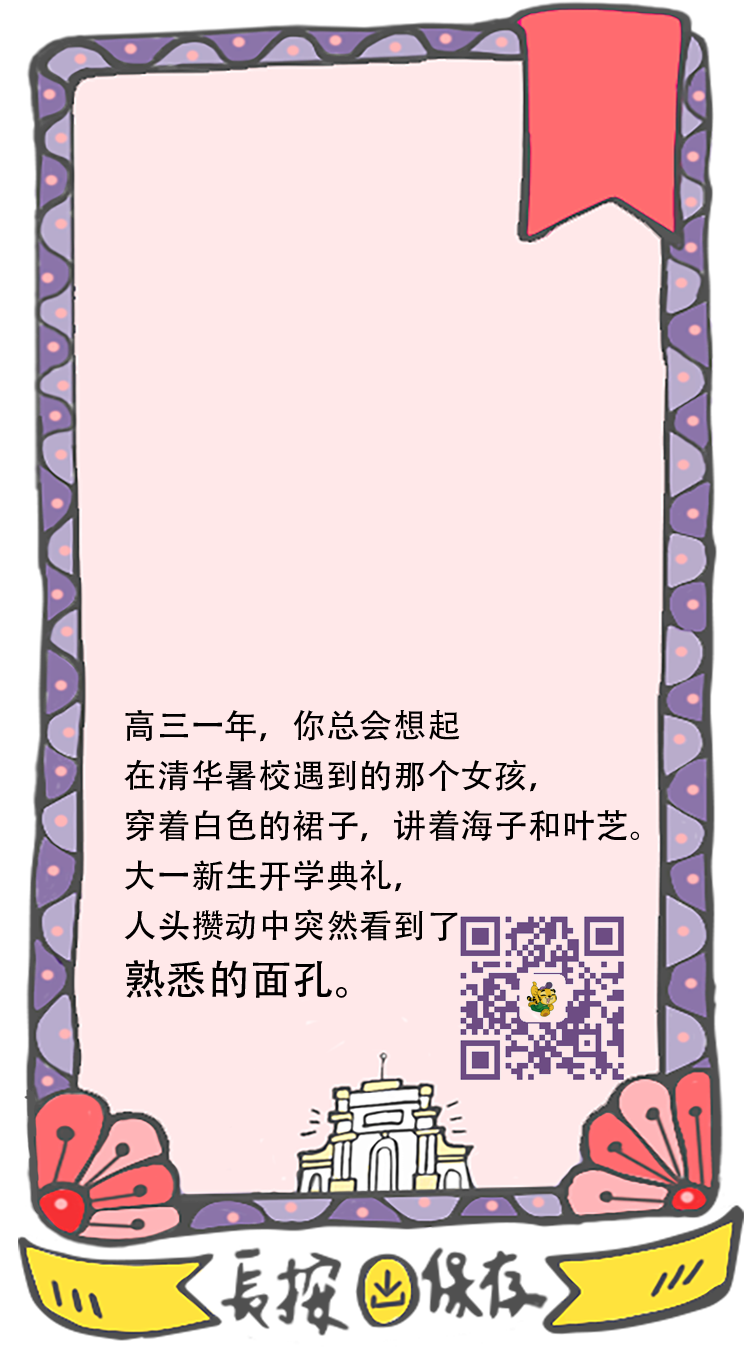 高三一年，你总会想起
在清华暑校遇到的那个女孩，
穿着白色的裙子，讲着海子和叶芝。
大一新生开学典礼，
人头攒动中突然看到了
熟悉的面孔。
長按 保存